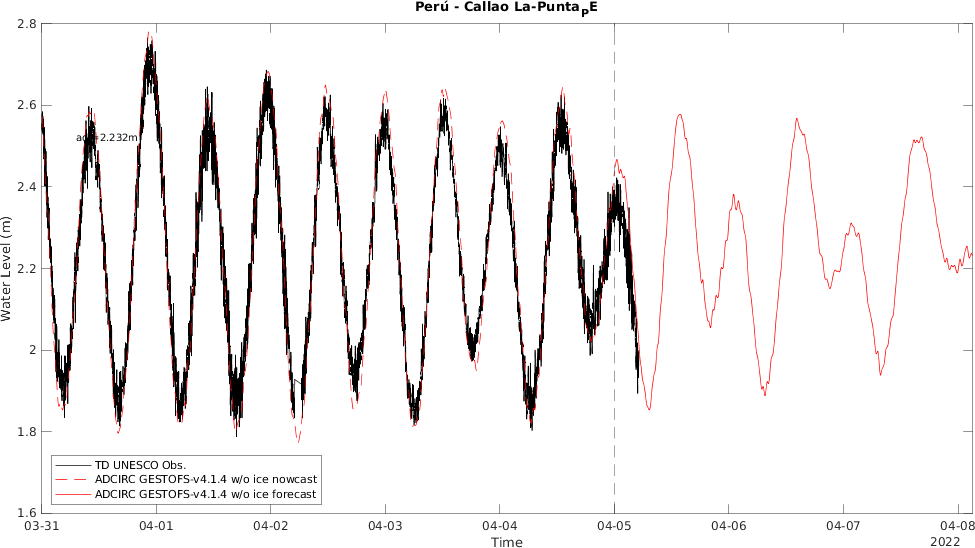 Perú - Callao La-Punta_PE
2.8
2.6
2.4
2.2
2
1.8
1.6
Water Level (m)
2.232m
TD UNESCO Obs.
ADCIRC GESTOFS-v4.1.4 w/o ice nowcast
ADCIRC GESTOFS-v4.1.4 w/o ice forecast
03-31 04-01 04-02 04-03 04-04 04-05 04-06 04-07 04-08
Time
2022